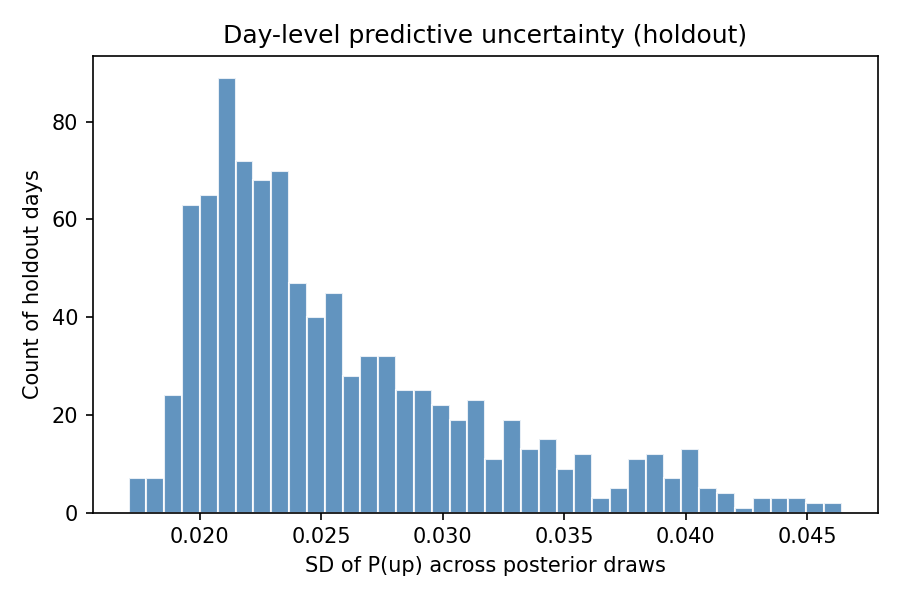 Day-level predictive uncertainty (holdout)
Count of holdout days
80
60
40
20
0
0.020 0.025 0.030 0.035 0.040 0.045
SD of P(up) across posterior draws